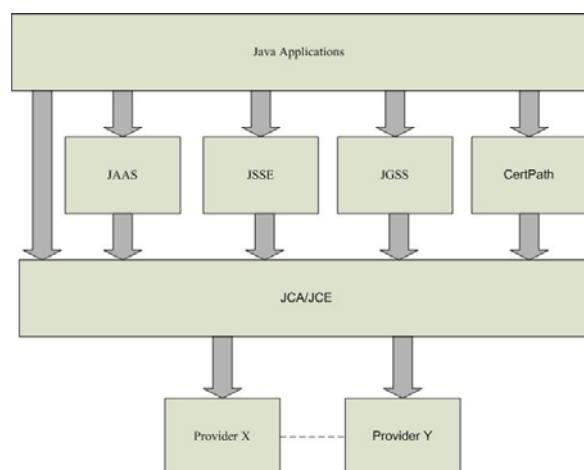 Java Applications
JAAS
JSSE
JGSS
CertPath
JCA/JCE
Provider X
Provider Y